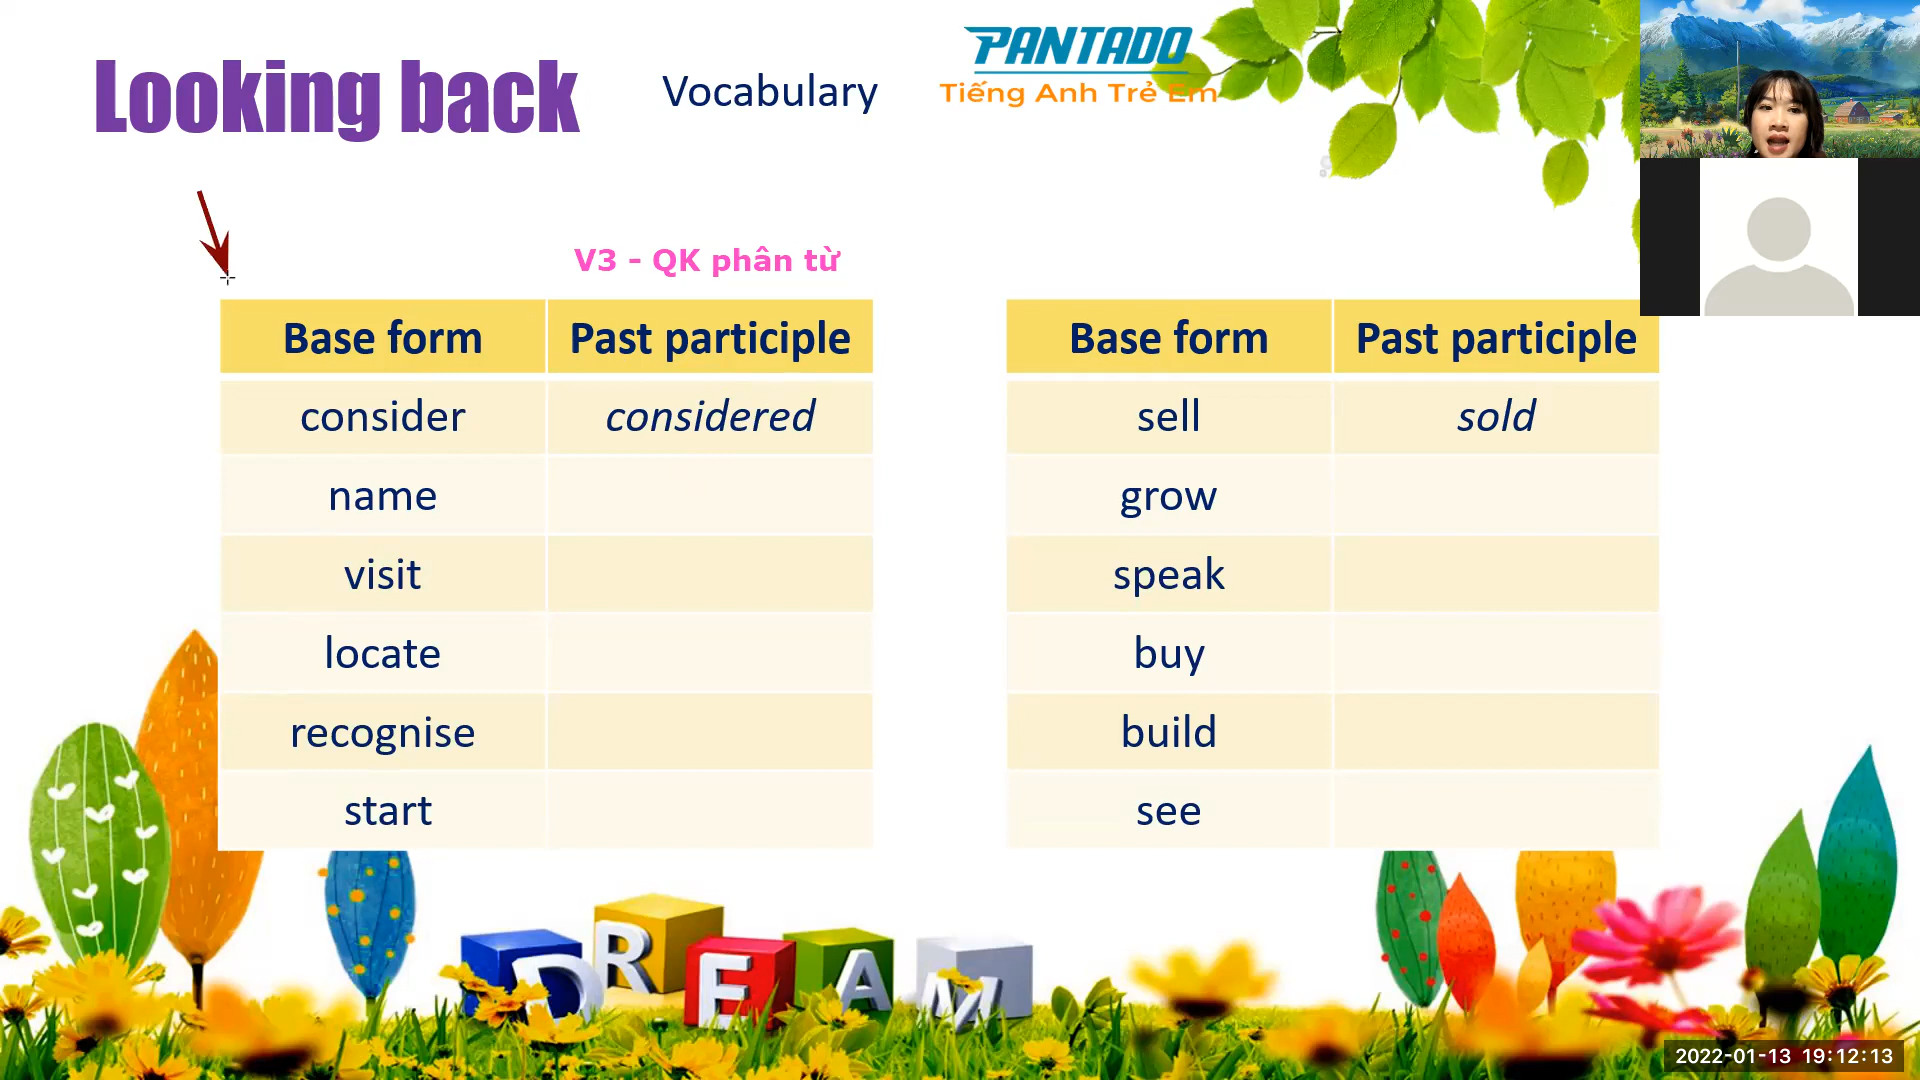 Looking back
Vocabulary
PANTADO
Tiếng Anh Trẻ Em
V3 - QK phân từ
Base form Past participle
consider considered
name
visit
locate
recognise
start
Base form Past participle
sell sold
grow
speak
buy
build
see
DREAM
2022-01-13 19:12:13